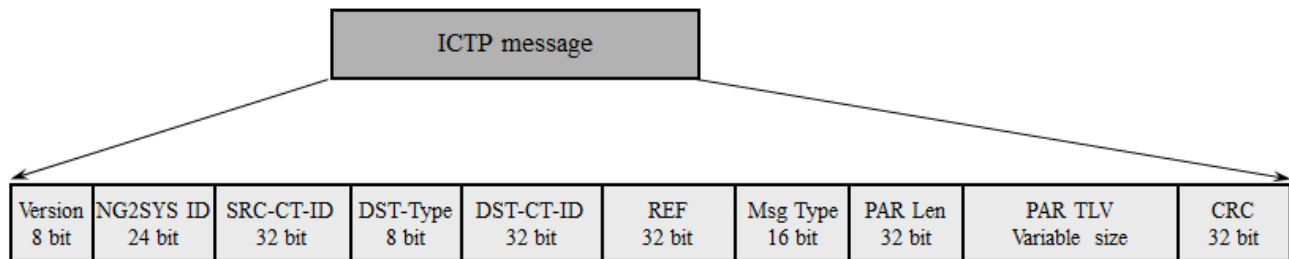 ICTP message
Version NG2SYS ID SRC-CT-ID DST-Type DST-CT-ID REF Msg Type PAR Len PAR TLV CRC
8 bit 24 bit 32 bit 8 bit 32 bit 32 bit 16 bit 32 bit Variable size 32 bit